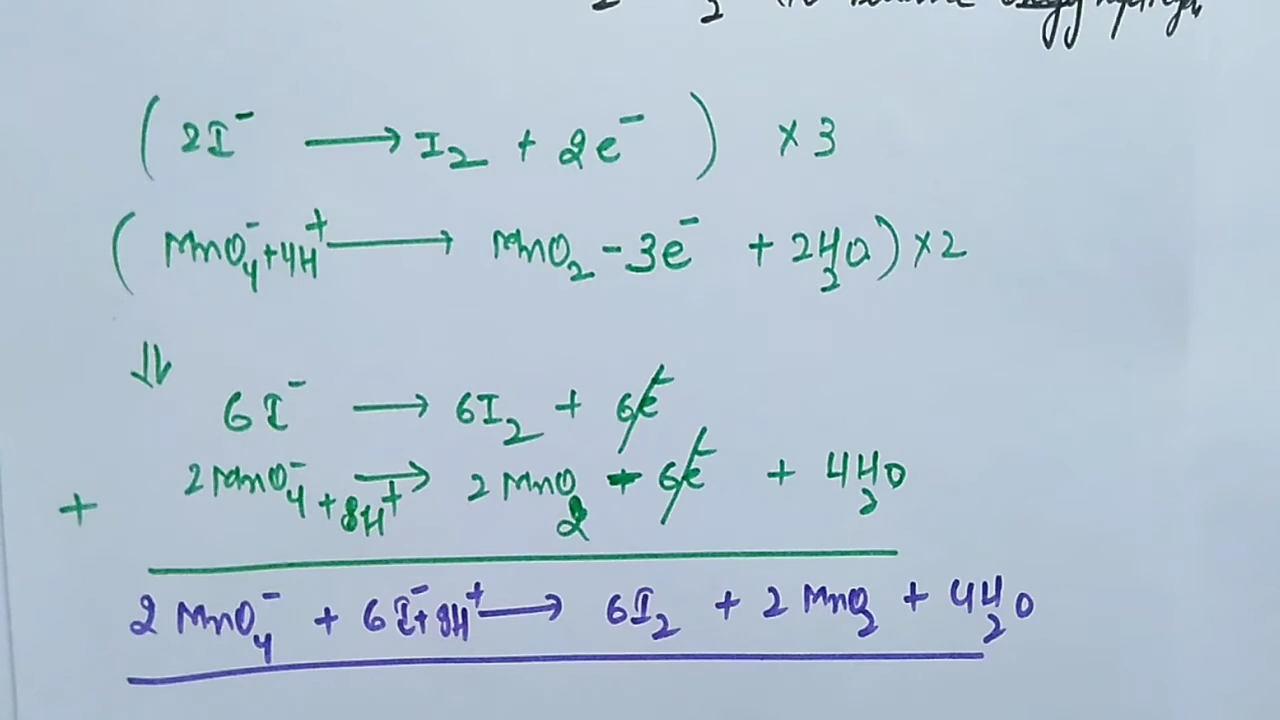 (2I⁻ ⟶ I₂ + 2e⁻) ×3
(MnO₄⁻ + 4H⁺ ⟶ MnO₂ - 3e⁻ + 2H₂O) ×2
⇓
6I⁻ ⟶ 6I₂ + 6e⁻
+ 2MnO₄⁻ + 8H⁺ ⟶ 2MnO₂ - 6e⁻ + 4H₂O
2MnO₄⁻ + 6I⁻ + 8H⁺ ⟶ 6I₂ + 2MnO₂ + 4H₂O